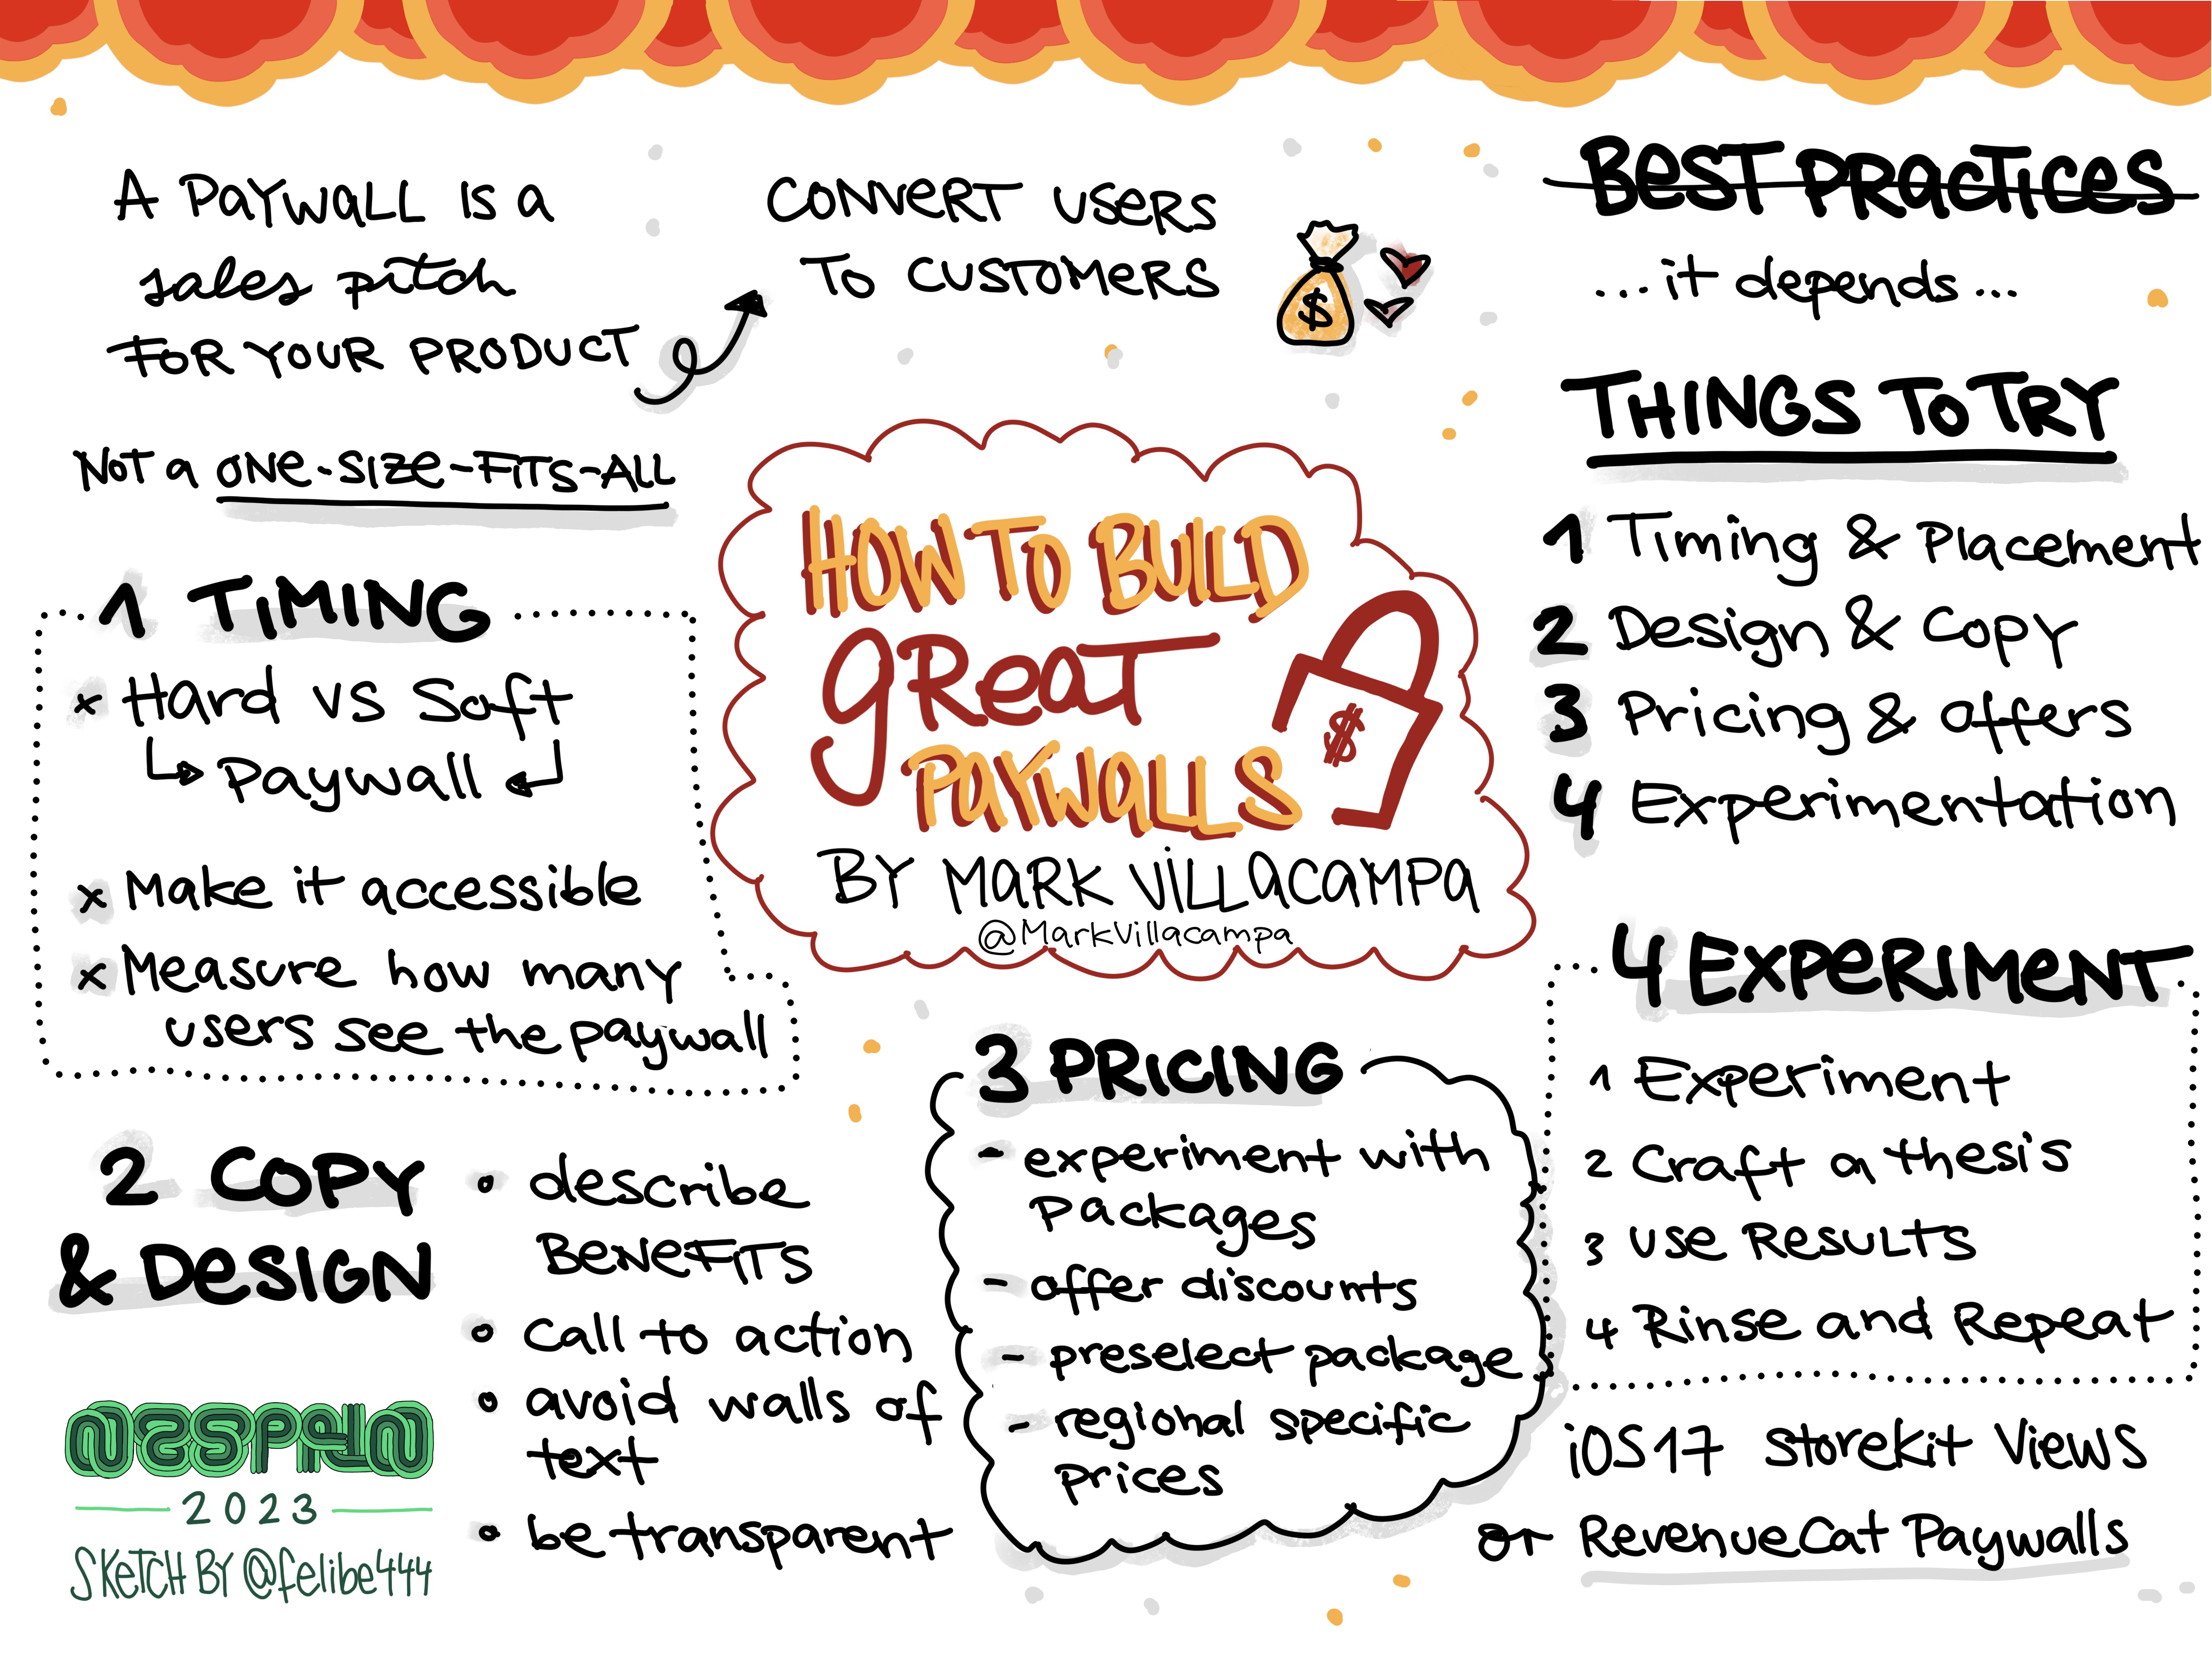 A PAYWALL IS A
sales pitch
FOR YOUR PRODUCT
CONVERT USERS
TO CUSTOMERS
$
NOT A ONE-SIZE-FITS-ALL
BEST PRACTICES
...it depends...
THINGS TO TRY
1 Timing & Placement
2 Design & Copy
3 Pricing & offers
4 Experimentation
HOW TO BUILD
GREAT
PAYWALLS
$
BY MARK VILLACAMPA
@MarkVillacampa
1 TIMING
x Hard vs Soft
Paywall
x Make it accessible
x Measure how many
users see the paywall
2 COPY
& DESIGN
• describe
BENEFITS
• call to action
• avoid walls of
text
• be transparent
3 PRICING
- experiment with
Packages
- offer discounts
- preselect package
- regional specific
prices
4 EXPERIMENT
1 Experiment
2 Craft a thesis
3 USE RESULTS
4 Rinse and Repeat
iOS17 StoreKit Views
or RevenueCat Paywalls
NSSPAIN
2023
SKETCH BY @felibe444